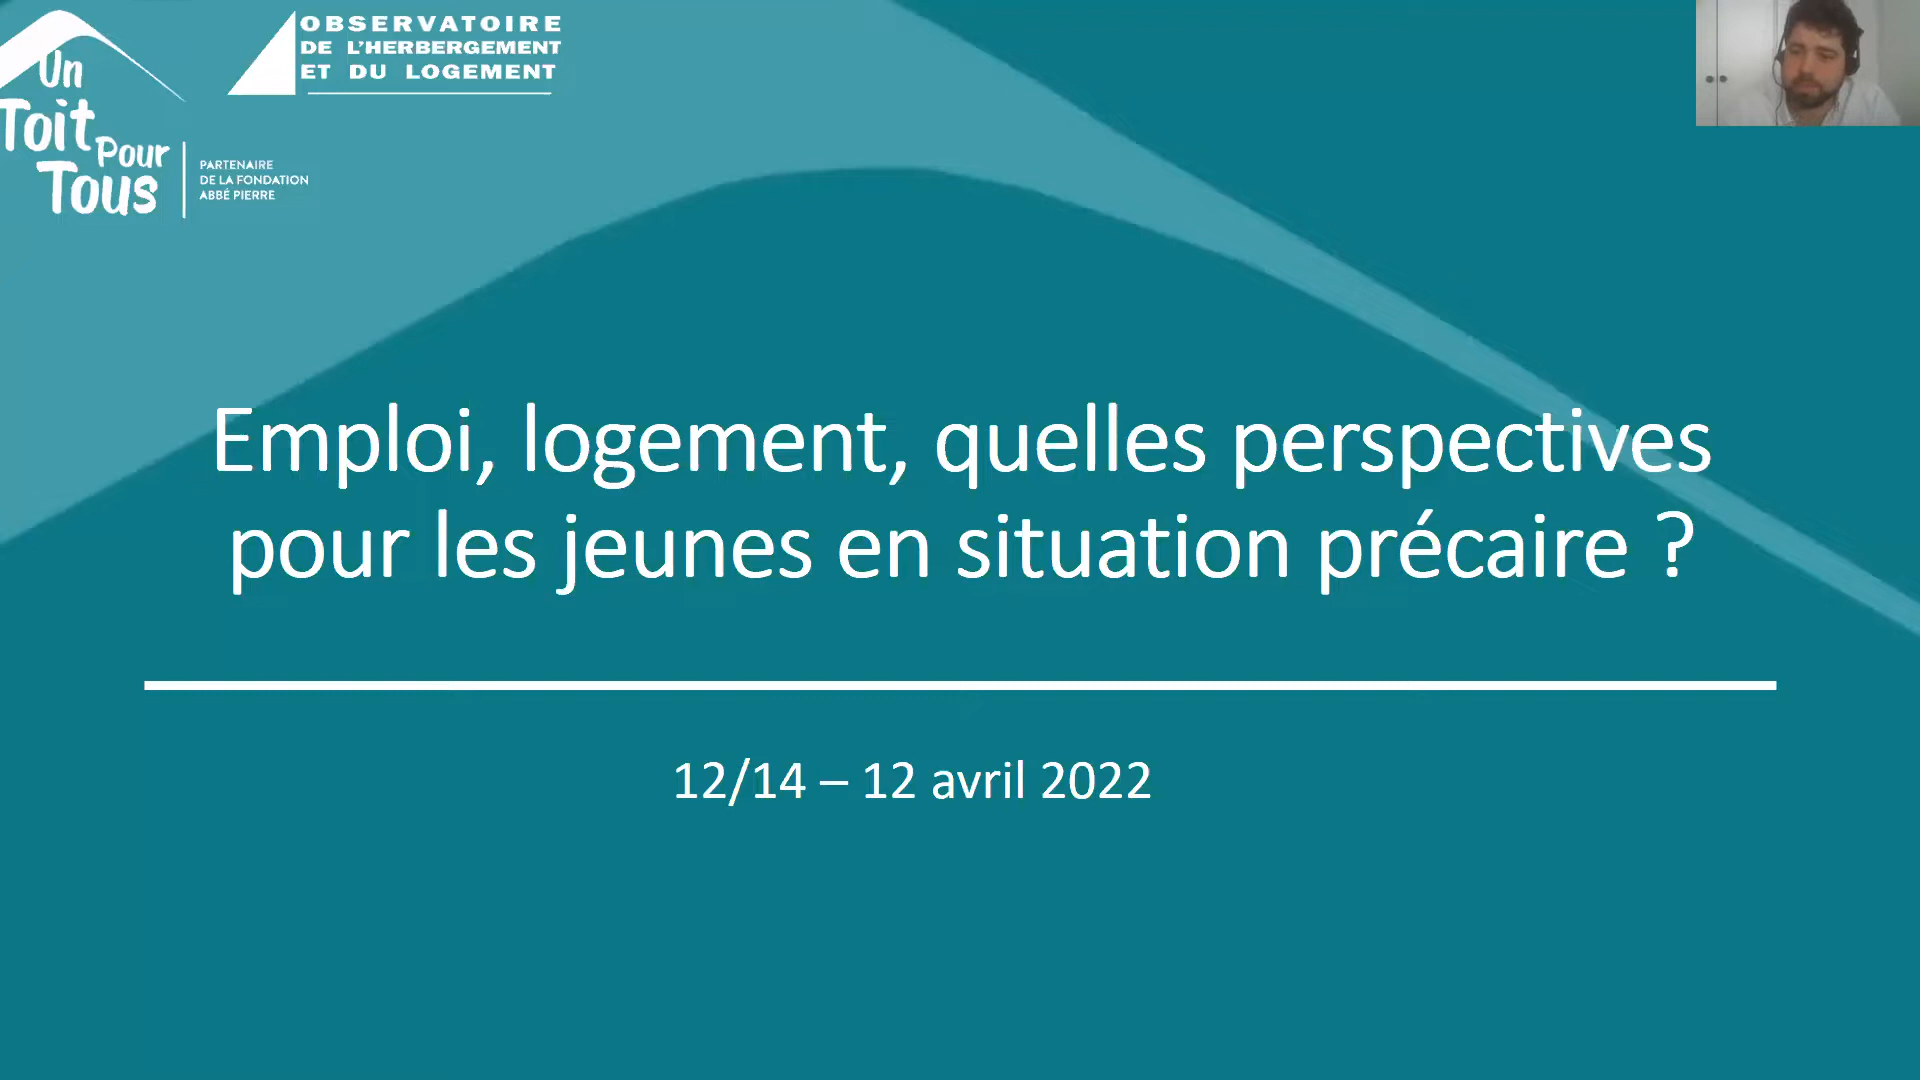 Un
Toit
Pour
Tous
PARTENAIRE
DE LA FONDATION
ABBÉ PIERRE
OBSERVATOIRE
DE L'HERBERGEMENT
ET DU LOGEMENT
Emploi, logement, quelles perspectives
pour les jeunes en situation précaire ?
12/14 – 12 avril 2022